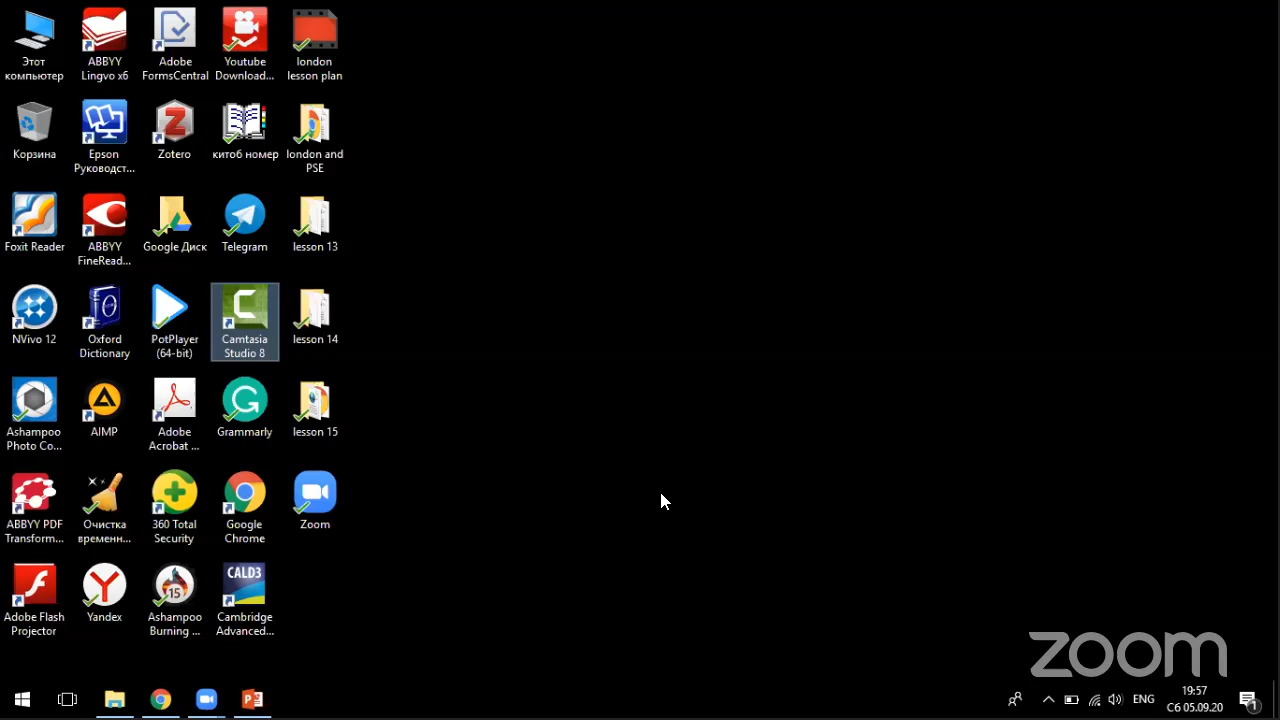 Этот
компьютер
ABBYY
Lingvo x6
Adobe
FormsCentral
Youtube
Download...
london
lesson plan
Корзина
Epson
Руководст...
Zotero
китоб номер
london and
PSE
Foxit Reader
ABBYY
FineRead...
Google Диск
Telegram
lesson 13
NVivo 12
Oxford
Dictionary
PotPlayer
(64-bit)
Camtasia
Studio 8
lesson 14
Ashampoo
Photo Co...
AIMP
Adobe
Acrobat ...
Grammarly
lesson 15
ABBYY PDF
Transform...
Очистка
временн...
360 Total
Security
Google
Chrome
Zoom
Adobe Flash
Projector
Yandex
15
Ashampoo
Burning ...
CALD3
Cambridge
Advanced...
zoom
ENG
19:57
Сб 05.09.20
1